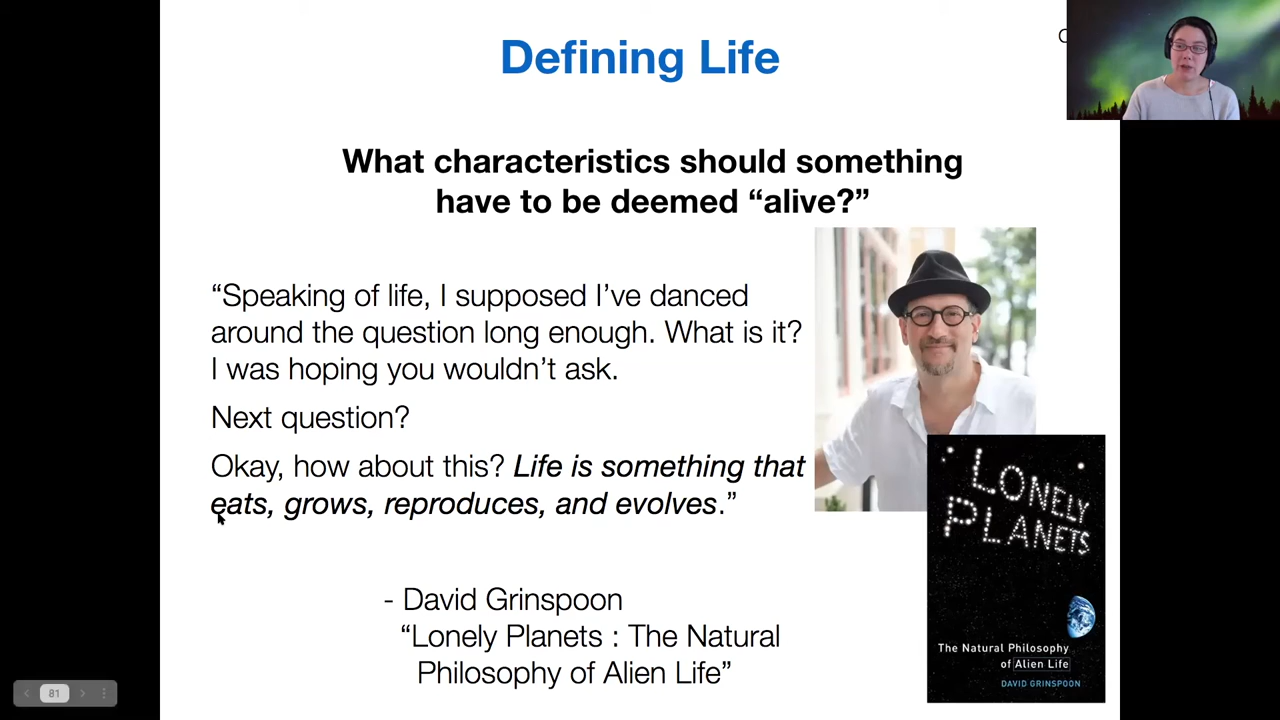 Defining Life
What characteristics should something
have to be deemed “alive?”
“Speaking of life, I supposed I’ve danced
around the question long enough. What is it?
I was hoping you wouldn’t ask.
Next question?
Okay, how about this? Life is something that
eats, grows, reproduces, and evolves.”
- David Grinspoon
“Lonely Planets : The Natural
Philosophy of Alien Life”
LONELY
PLANETS
The Natural Philosophy
of Alien Life
DAVID GRINSPOON
81